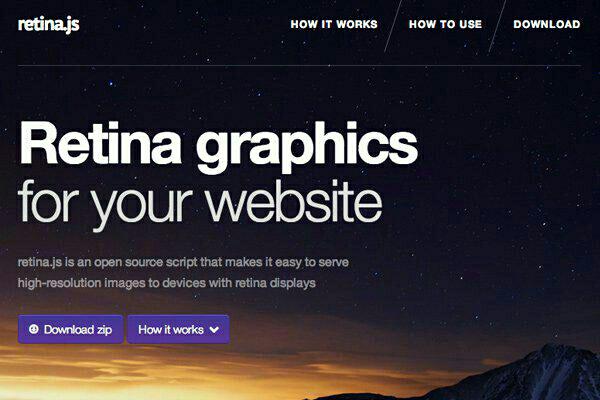 retina.js
HOW IT WORKS
HOW TO USE
DOWNLOAD
Retina graphics
for your website
retina.js is an open source script that makes it easy to serve
high-resolution images to devices with retina displays
Download zip
How it works